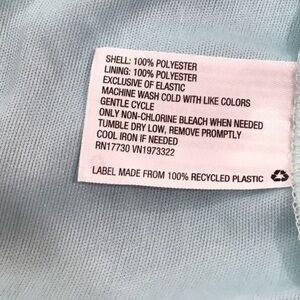 SHELL: 100% POLYESTER
LINING: 100% POLYESTER
EXCLUSIVE OF ELASTIC
MACHINE WASH COLD WITH LIKE COLORS
GENTLE CYCLE
ONLY NON-CHLORINE BLEACH WHEN NEEDED
TUMBLE DRY LOW, REMOVE PROMPTLY
COOL IRON IF NEEDED
RN17730 VN1973322
LABEL MADE FROM 100% RECYCLED PLASTIC